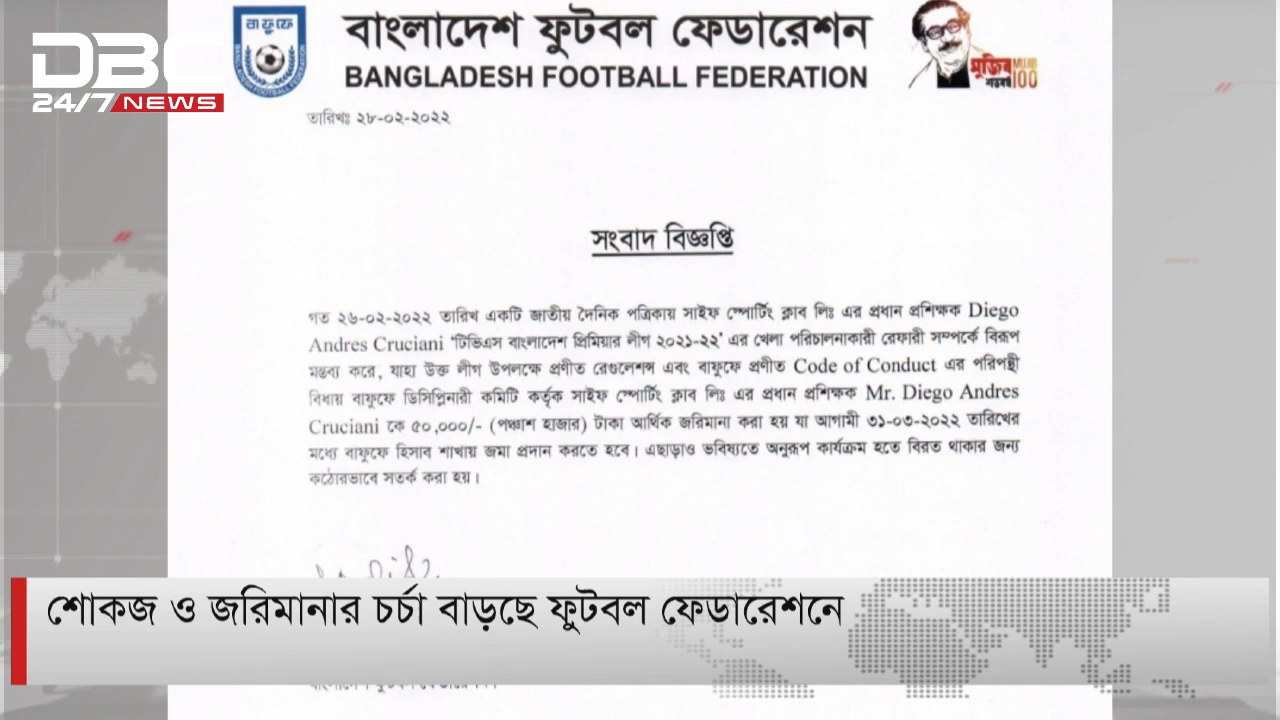 বাফুফে
BANGLADESH FOOTBALL FEDERATION
বাংলাদেশ ফুটবল ফেডারেশন
BANGLADESH FOOTBALL FEDERATION
মুজিব MUJIB
100
DBC
24/7 NEWS
তারিখঃ ২৮-০২-২০২২
সংবাদ বিজ্ঞপ্তি
গত ২৬-০২-২০২২ তারিখ একটি জাতীয় দৈনিক পত্রিকায় সাইফ স্পোর্টিং ক্লাব লিঃ এর প্রধান প্রশিক্ষক Diego
Andres Cruciani ‘টিভিএস বাংলাদেশ প্রিমিয়ার লীগ ২০২১-২২’ এর খেলা পরিচালনাকারী রেফারী সম্পর্কে বিরূপ
মন্তব্য করে, যাহা উক্ত লীগ উপলক্ষে প্রণীত রেগুলেশন্স এবং বাফুফে প্রণীত Code of Conduct এর পরিপন্থী
বিধায় বাফুফে ডিসিপ্লিনারী কমিটি কর্তৃক সাইফ স্পোর্টিং ক্লাব লিঃ এর প্রধান প্রশিক্ষক Mr. Diego Andres
Cruciani কে ৫০,০০০/- (পঞ্চাশ হাজার) টাকা আর্থিক জরিমানা করা হয় যা আগামী ৩১-০৩-২০২২ তারিখের
মধ্যে বাফুফে হিসাব শাখায় জমা প্রদান করতে হবে। এছাড়াও ভবিষ্যতে অনুরূপ কার্যক্রম হতে বিরত থাকার জন্য
কঠোরভাবে সতর্ক করা হয়।
শোকজ ও জরিমানার চর্চা বাড়ছে ফুটবল ফেডারেশনে